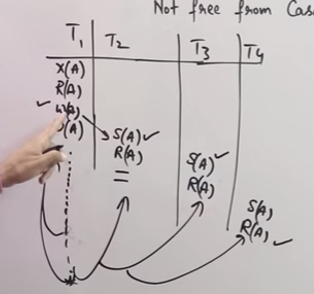 Not free from Cas
T1 T2 T3 T4
X(A)
R(A)
W(A)
(A)
S(A)
R(A)
S(A)
R(A)
S(A)
R(A)